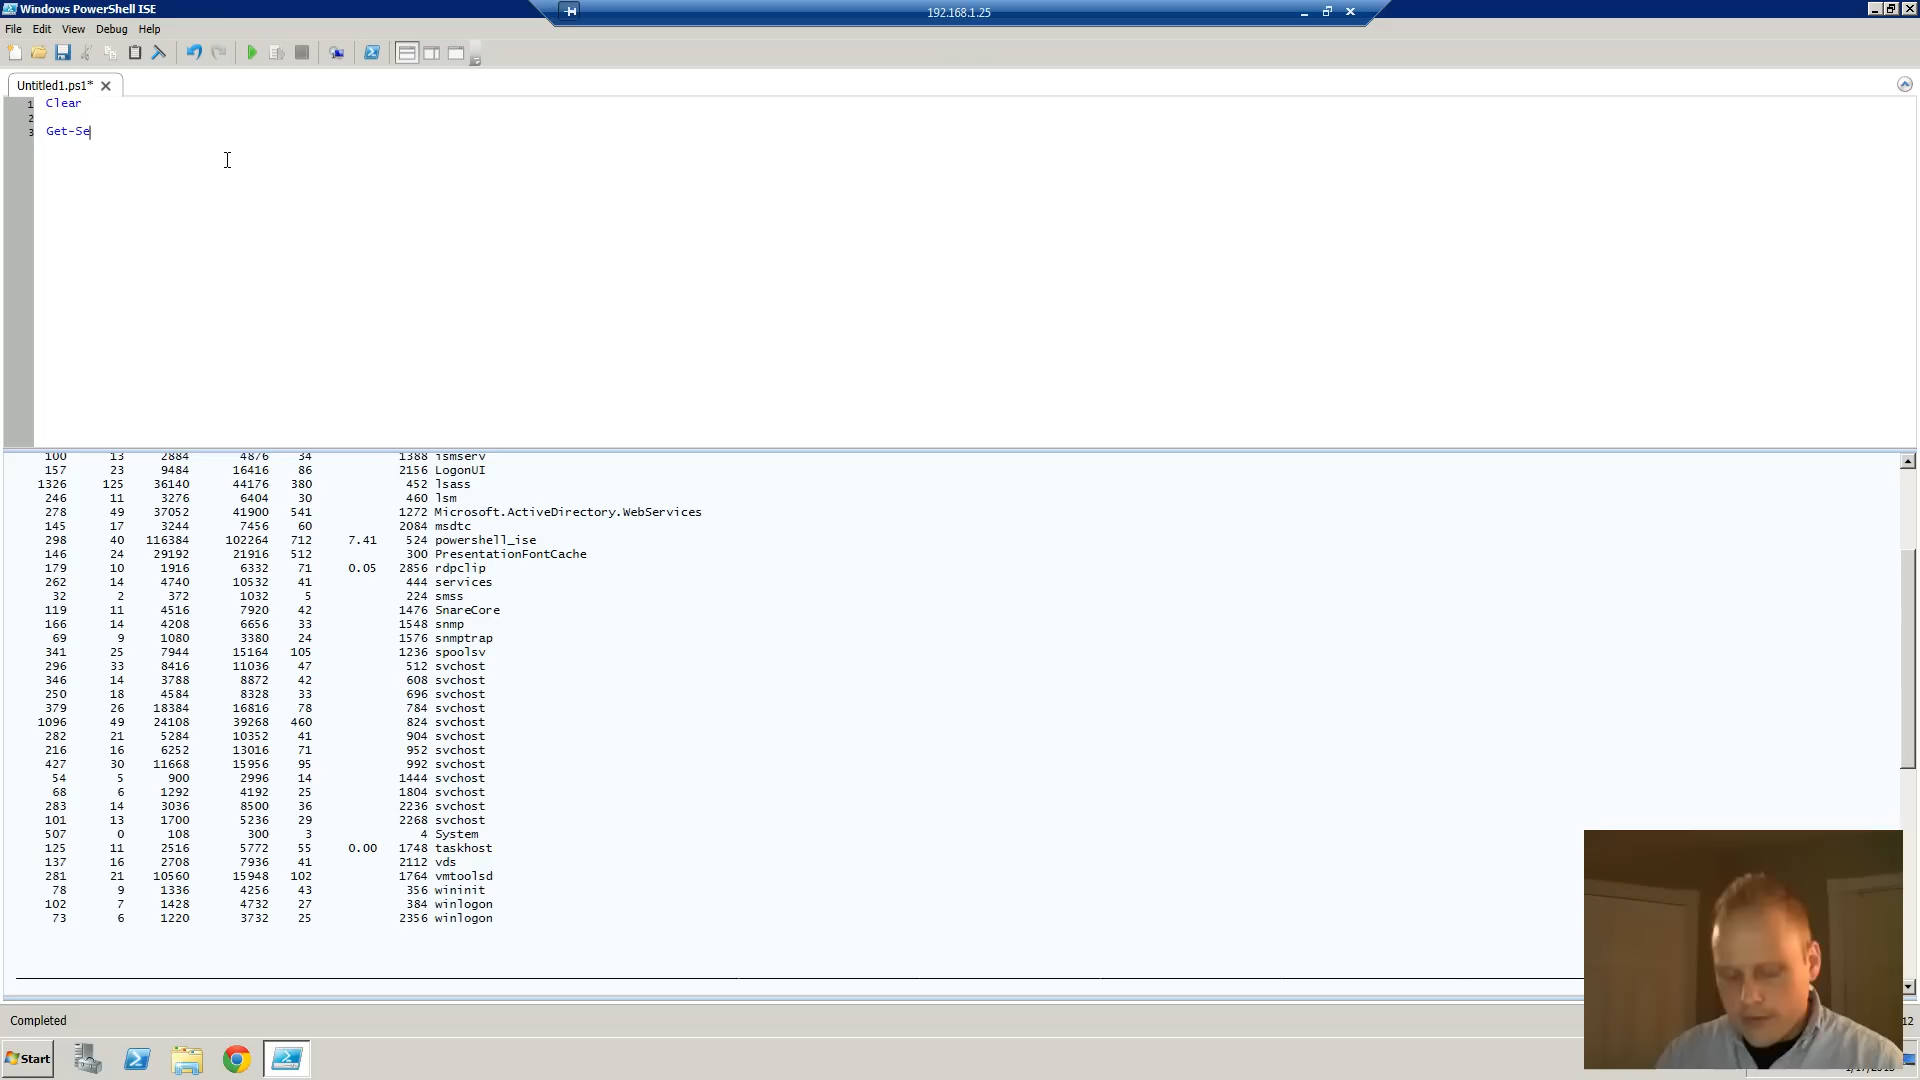 Windows PowerShell ISE
192.168.1.25
File Edit View Debug Help
Untitled1.ps1*
1 Clear
2
3 Get-Se
100 13 2884 4876 34 1388 ismserv
157 23 9484 16416 86 2156 LogonUI
1326 125 36140 44176 380 452 lsass
246 11 3276 6404 30 460 lsm
278 49 37052 41900 541 1272 Microsoft.ActiveDirectory.WebServices
145 17 3244 7456 60 2084 msdtc
298 40 116384 102264 712 7.41 524 powershell_ise
146 24 29192 21916 512 300 PresentationFontCache
179 10 1916 6332 71 0.05 2856 rdpclip
262 14 4740 10532 41 444 services
32 2 372 1032 5 224 smss
119 11 4516 7920 42 1476 SnareCore
166 14 4208 6656 33 1548 snmp
69 9 1080 3380 24 1576 snmptrap
341 25 7944 15164 105 1236 spoolsv
296 33 8416 11036 47 512 svchost
346 14 3788 8872 42 608 svchost
250 18 4584 8328 33 696 svchost
379 26 18384 16816 78 784 svchost
1096 49 24108 39268 460 824 svchost
282 21 5284 10352 41 904 svchost
216 16 6252 13016 71 952 svchost
427 30 11668 15956 95 992 svchost
54 5 900 2996 14 1444 svchost
68 6 1292 4192 25 1804 svchost
283 14 3036 8500 36 2236 svchost
101 13 1700 5236 29 2268 svchost
507 0 108 300 3 4 System
125 11 2516 5772 55 0.00 1748 taskhost
137 16 2708 7936 41 2112 vds
281 21 10560 15948 102 1764 vmtoolsd
78 9 1336 4256 43 356 wininit
102 7 1428 4732 27 384 winlogon
73 6 1220 3732 25 2356 winlogon
Completed
12
Start